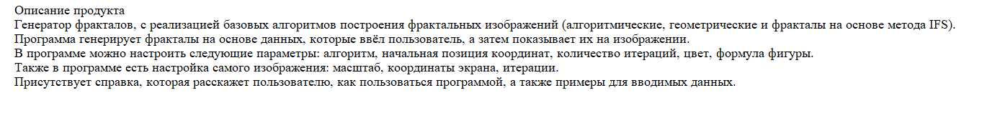 Описание продукта
Генератор фракталов, с реализацией базовых алгоритмов построения фрактальных изображений (алгоритмические, геометрические и фракталы на основе метода IFS).
Программа генерирует фракталы на основе данных, которые ввёл пользователь, а затем показывает их на изображении.
В программе можно настроить следующие параметры: алгоритм, начальная позиция координат, количество итераций, цвет, формула фигуры.
Также в программе есть настройка самого изображения: масштаб, координаты экрана, итерации.
Присутствует справка, которая расскажет пользователю, как пользоваться программой, а также примеры для вводимых данных.